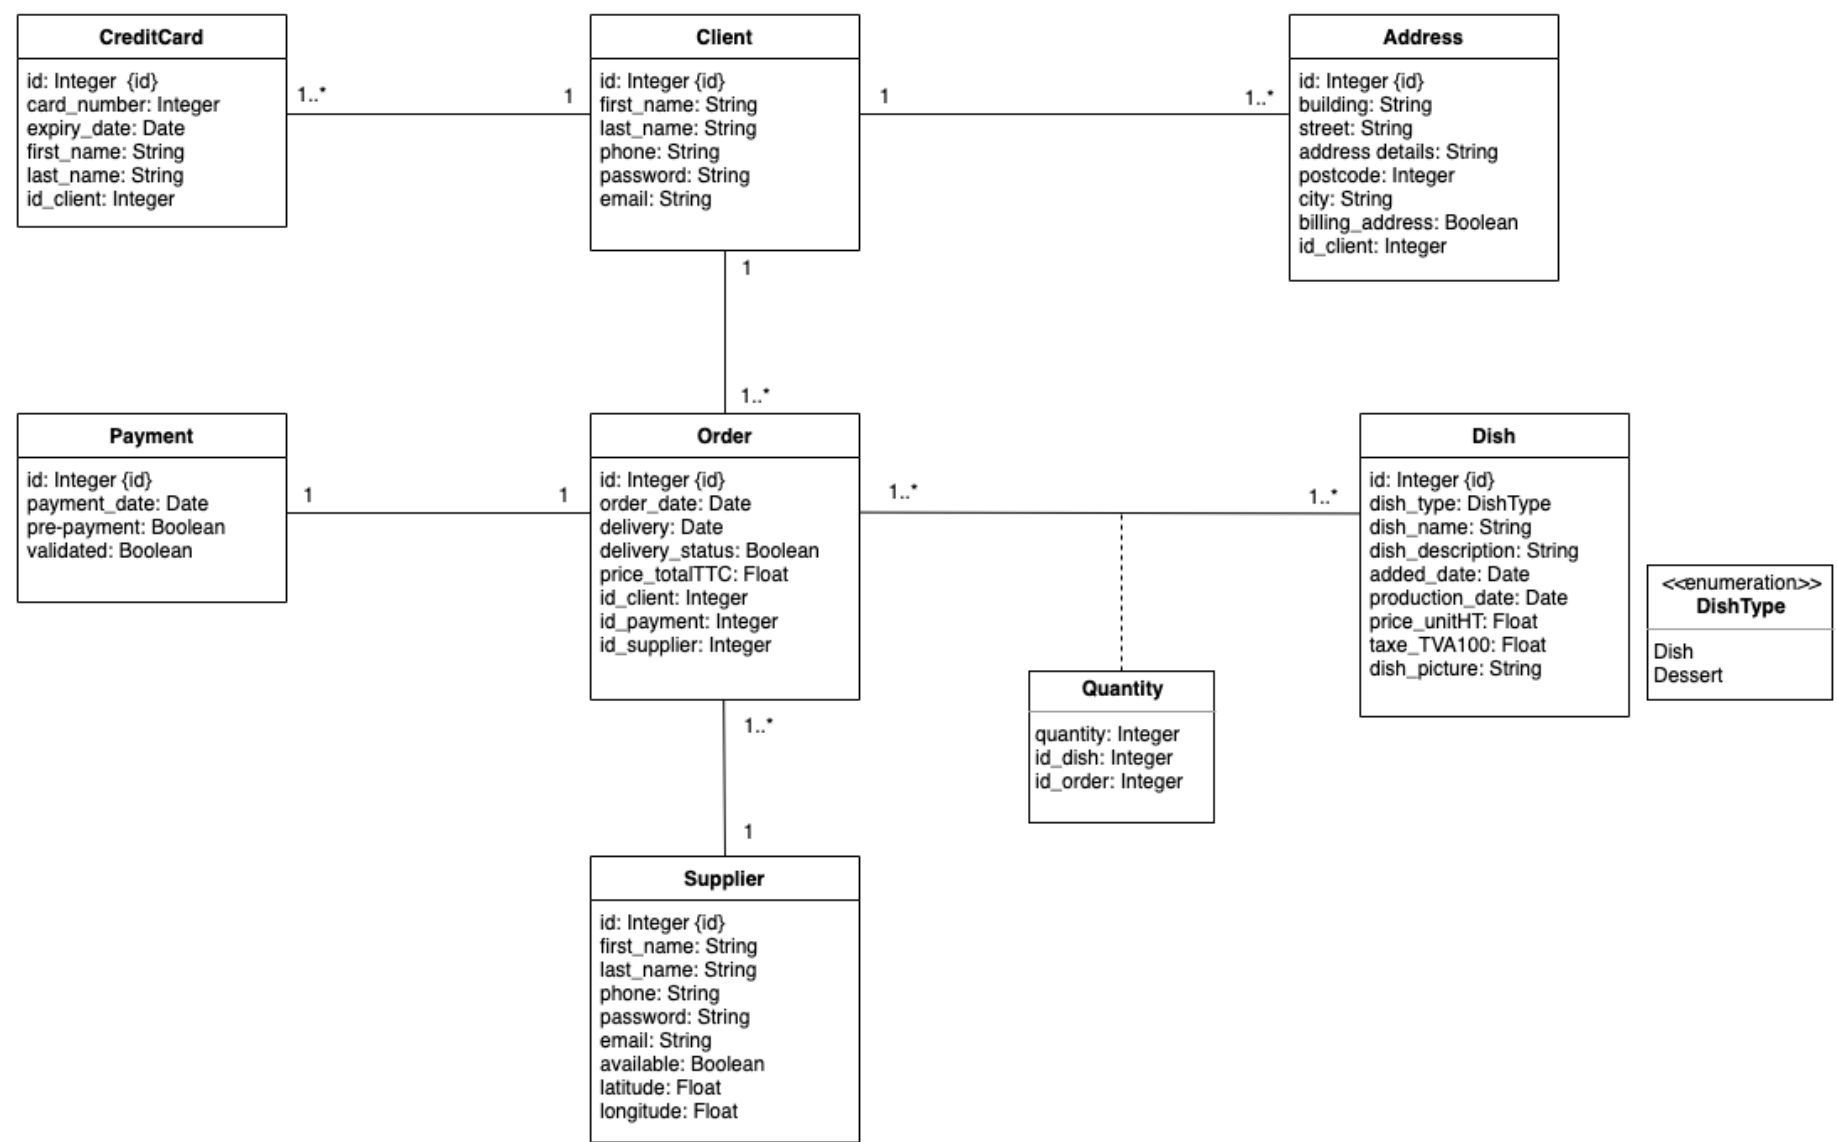 CreditCard
id: Integer  {id}
card_number: Integer
expiry_date: Date
first_name: String
last_name: String
id_client: Integer
1..*
1
Client
id: Integer {id}
first_name: String
last_name: String
phone: String
password: String
email: String
1
1..*
Address
id: Integer {id}
building: String
street: String
address details: String
postcode: Integer
city: String
billing_address: Boolean
id_client: Integer
1
1..*
Payment
id: Integer {id}
payment_date: Date
pre-payment: Boolean
validated: Boolean
1
1
Order
id: Integer {id}
order_date: Date
delivery: Date
delivery_status: Boolean
price_totalTTC: Float
id_client: Integer
id_payment: Integer
id_supplier: Integer
1..*
1..*
Dish
id: Integer {id}
dish_type: DishType
dish_name: String
dish_description: String
added_date: Date
production_date: Date
price_unitHT: Float
taxe_TVA100: Float
dish_picture: String
<<enumeration>>
DishType
Dish
Dessert
Quantity
quantity: Integer
id_dish: Integer
id_order: Integer
1..*
1
Supplier
id: Integer {id}
first_name: String
last_name: String
phone: String
password: String
email: String
available: Boolean
latitude: Float
longitude: Float